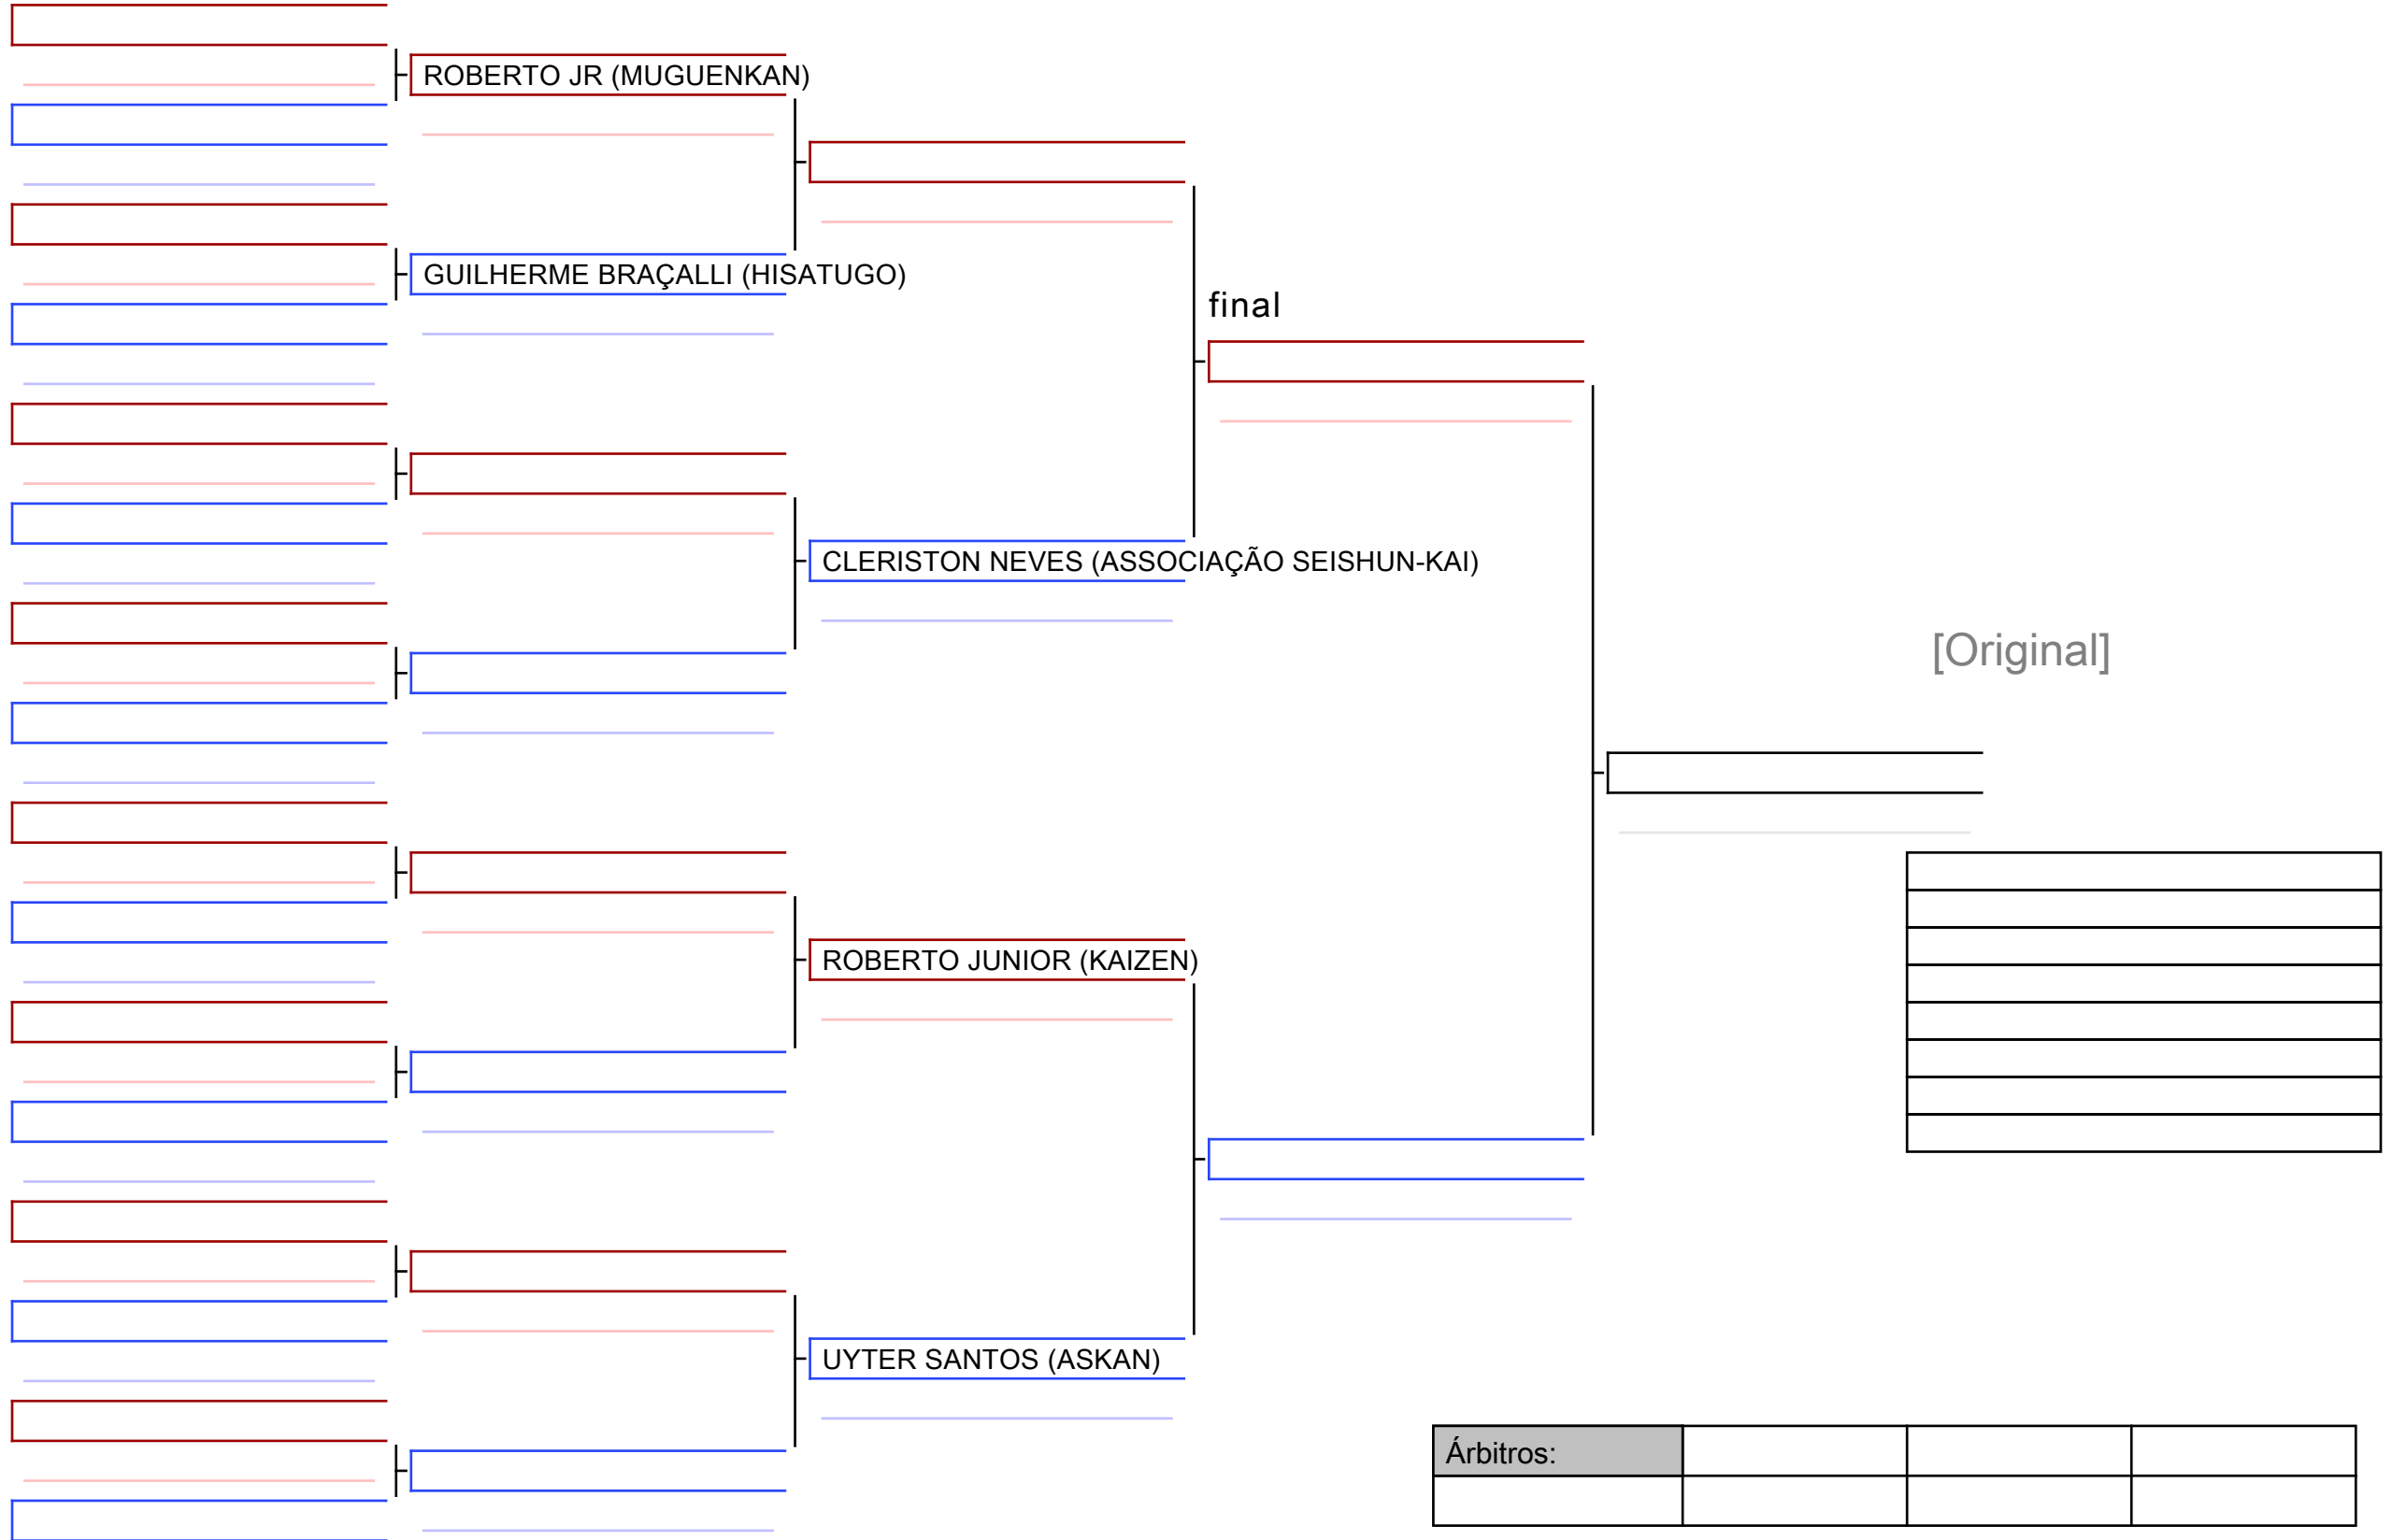 ROBERTO JR (MUGUENKAN)
GUILHERME BRAÇALLI (HISATUGO)
final
CLERISTON NEVES (ASSOCIAÇÃO SEISHUN-KAI)
[Original]
ROBERTO JUNIOR (KAIZEN)
UYTER SANTOS (ASKAN)
Árbitros: